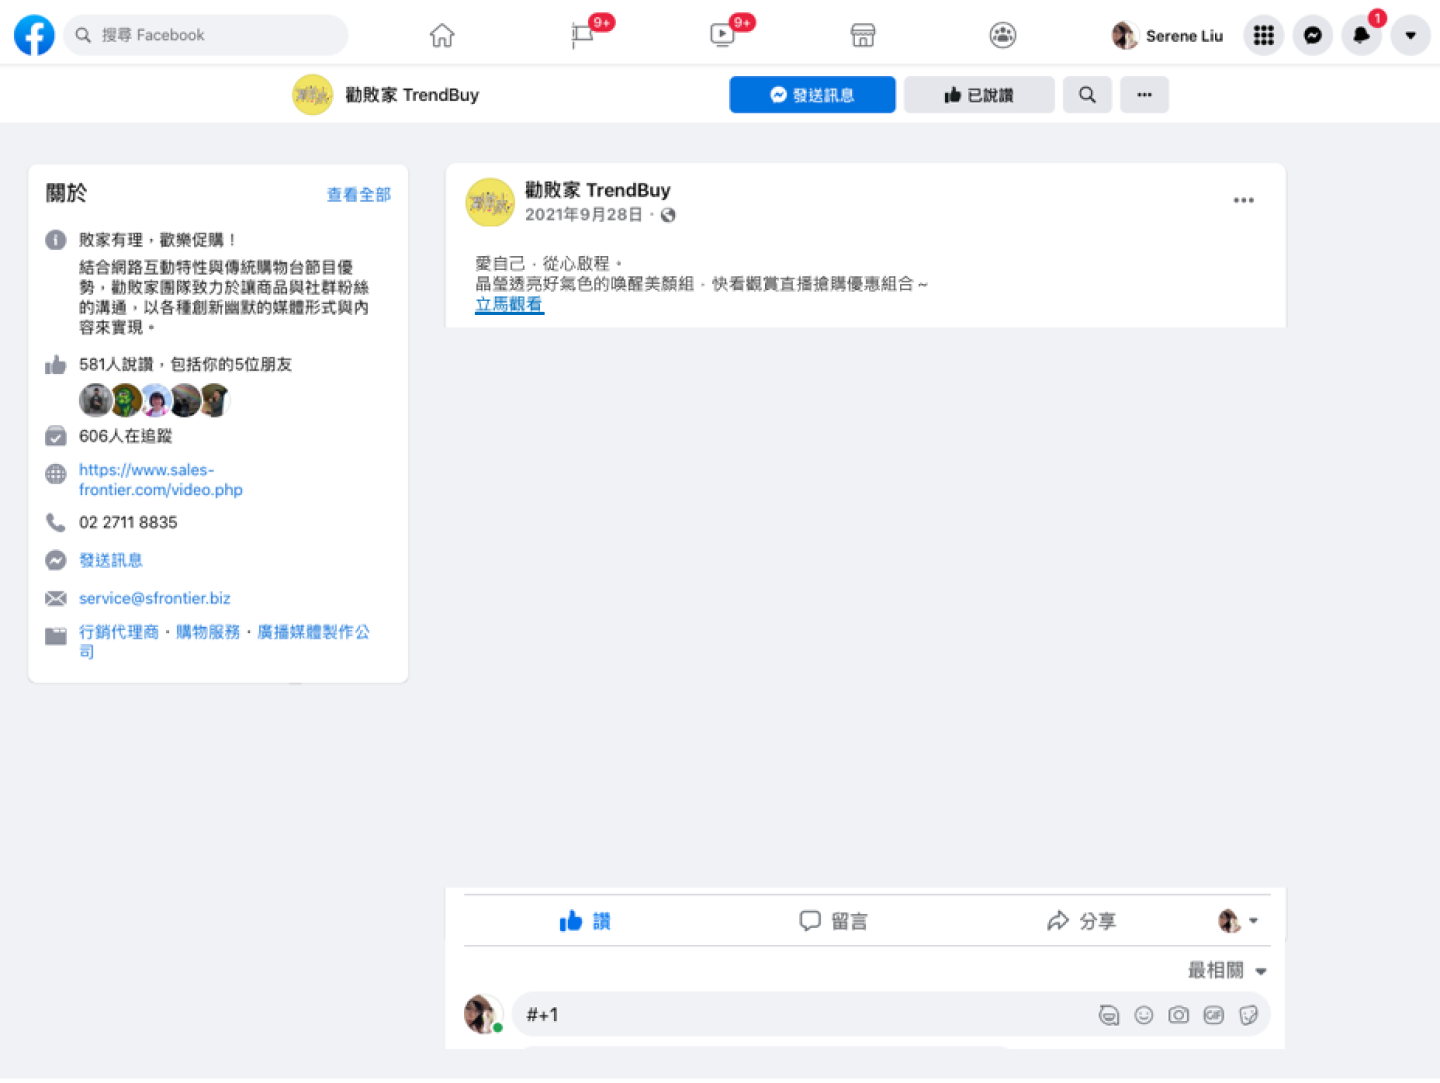 搜尋 Facebook
9+
9+
Serene Liu
1
勸敗家 TrendBuy
發送訊息
已說讚
關於
查看全部
敗家有理，歡樂促購！
結合網路互動特性與傳統購物台節目優
勢，勸敗家團隊致力於讓商品與社群粉絲
的溝通，以各種創新幽默的媒體形式與內
容來實現。
581人說讚，包括你的5位朋友
606人在追蹤
https://www.sales-
frontier.com/video.php
02 2711 8835
發送訊息
service@sfrontier.biz
行銷代理商・購物服務・廣播媒體製作公
司
勸敗家 TrendBuy
2021年9月28日 ·
愛自己．從心啟程。
晶瑩透亮好氣色的喚醒美顏組．快看觀賞直播搶購優惠組合～
立馬觀看
讚
留言
分享
最相關
#+1
GIF